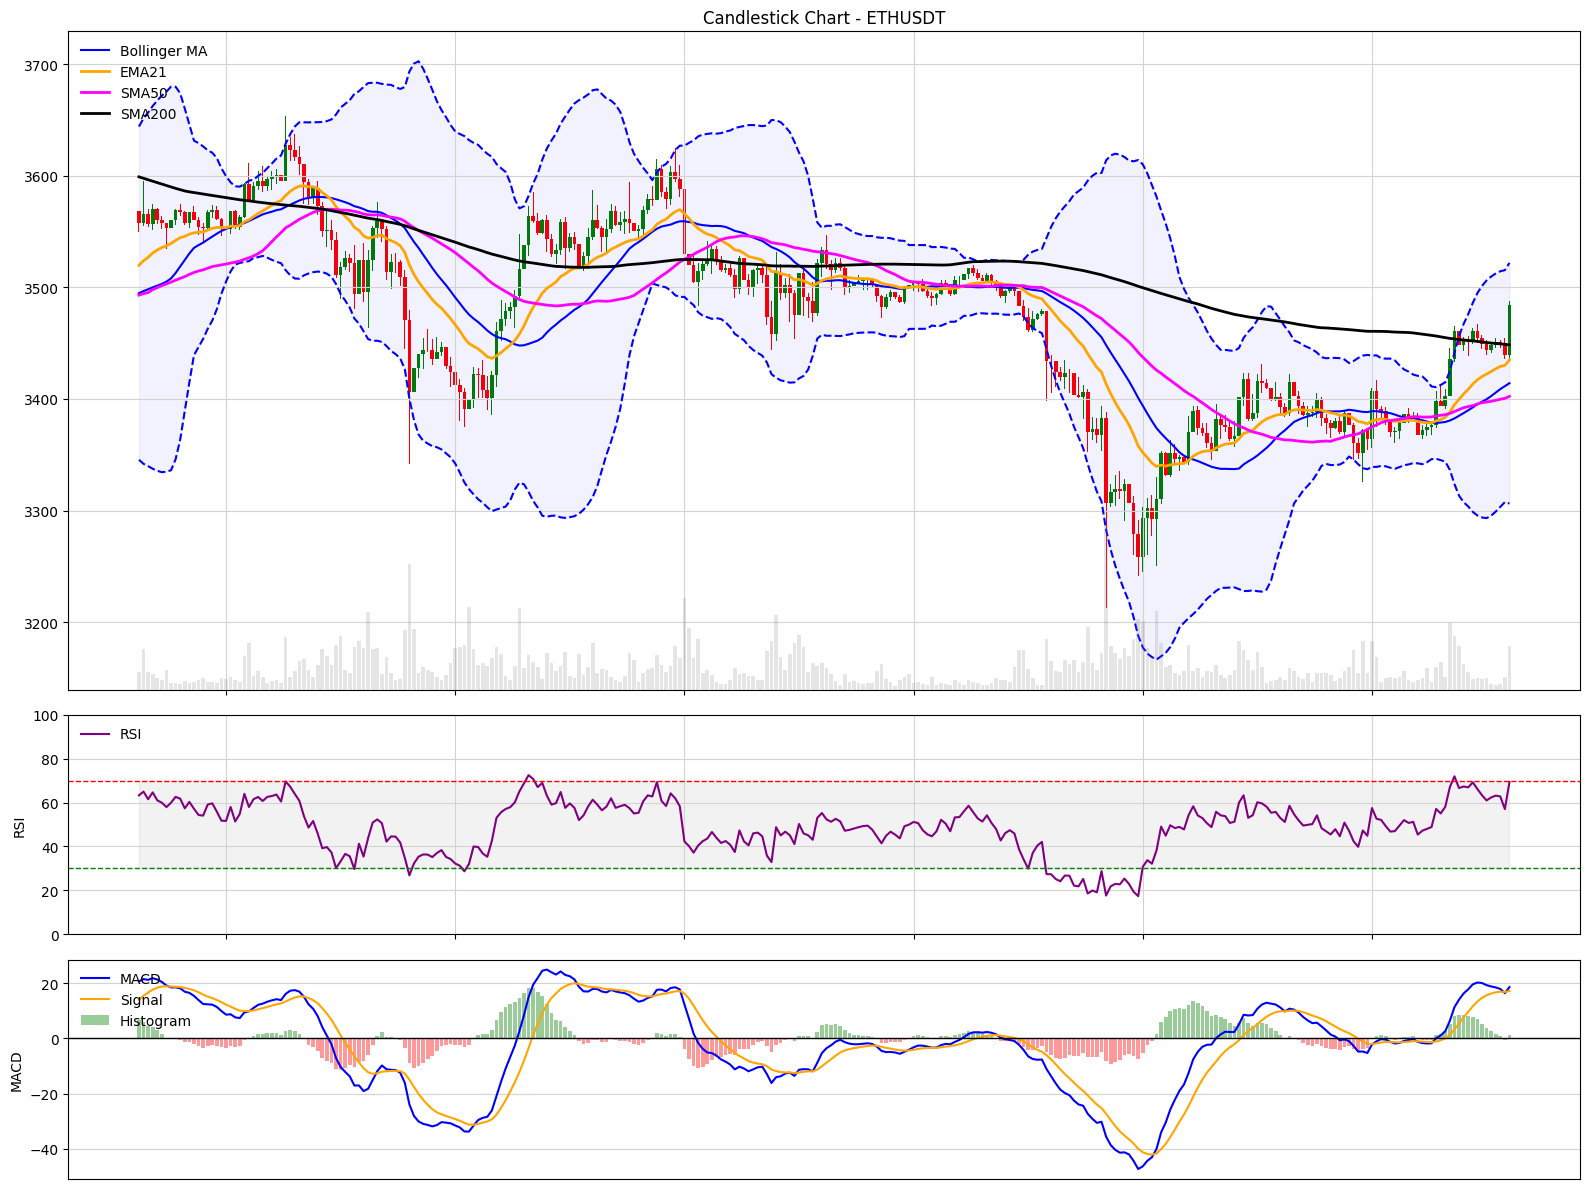 Candlestick Chart - ETHUSDT
Bollinger MA
EMA21
SMA50
SMA200
3700
3600
3500
3400
3300
3200
RSI
100
80
60
40
20
0
RSI
MACD
Signal
Histogram
20
0
−20
−40
MACD